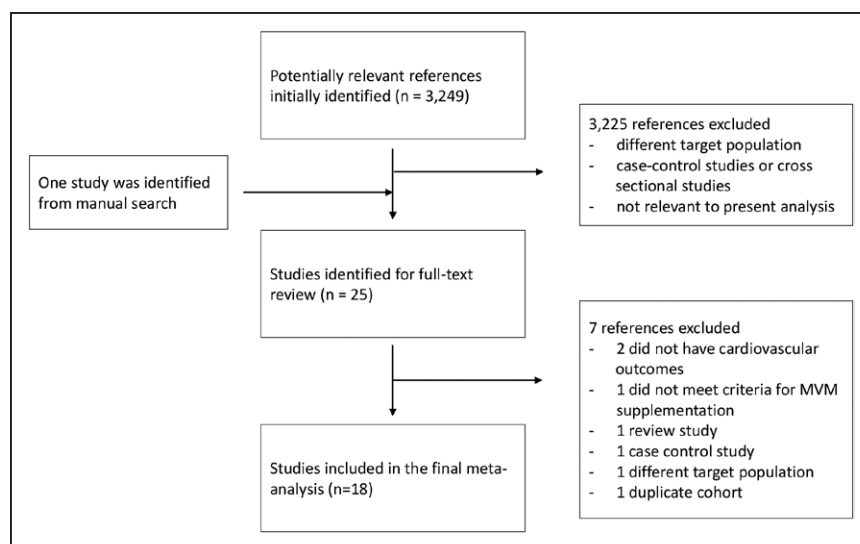 Potentially relevant references
initially identified (n = 3,249)
3,225 references excluded
- different target population
- case-control studies or cross
sectional studies
- not relevant to present analysis
One study was identified
from manual search
Studies identified for full-text
review (n = 25)
7 references excluded
- 2 did not have cardiovascular
outcomes
- 1 did not meet criteria for MVM
supplementation
- 1 review study
- 1 case control study
- 1 different target population
- 1 duplicate cohort
Studies included in the final meta-
analysis (n=18)